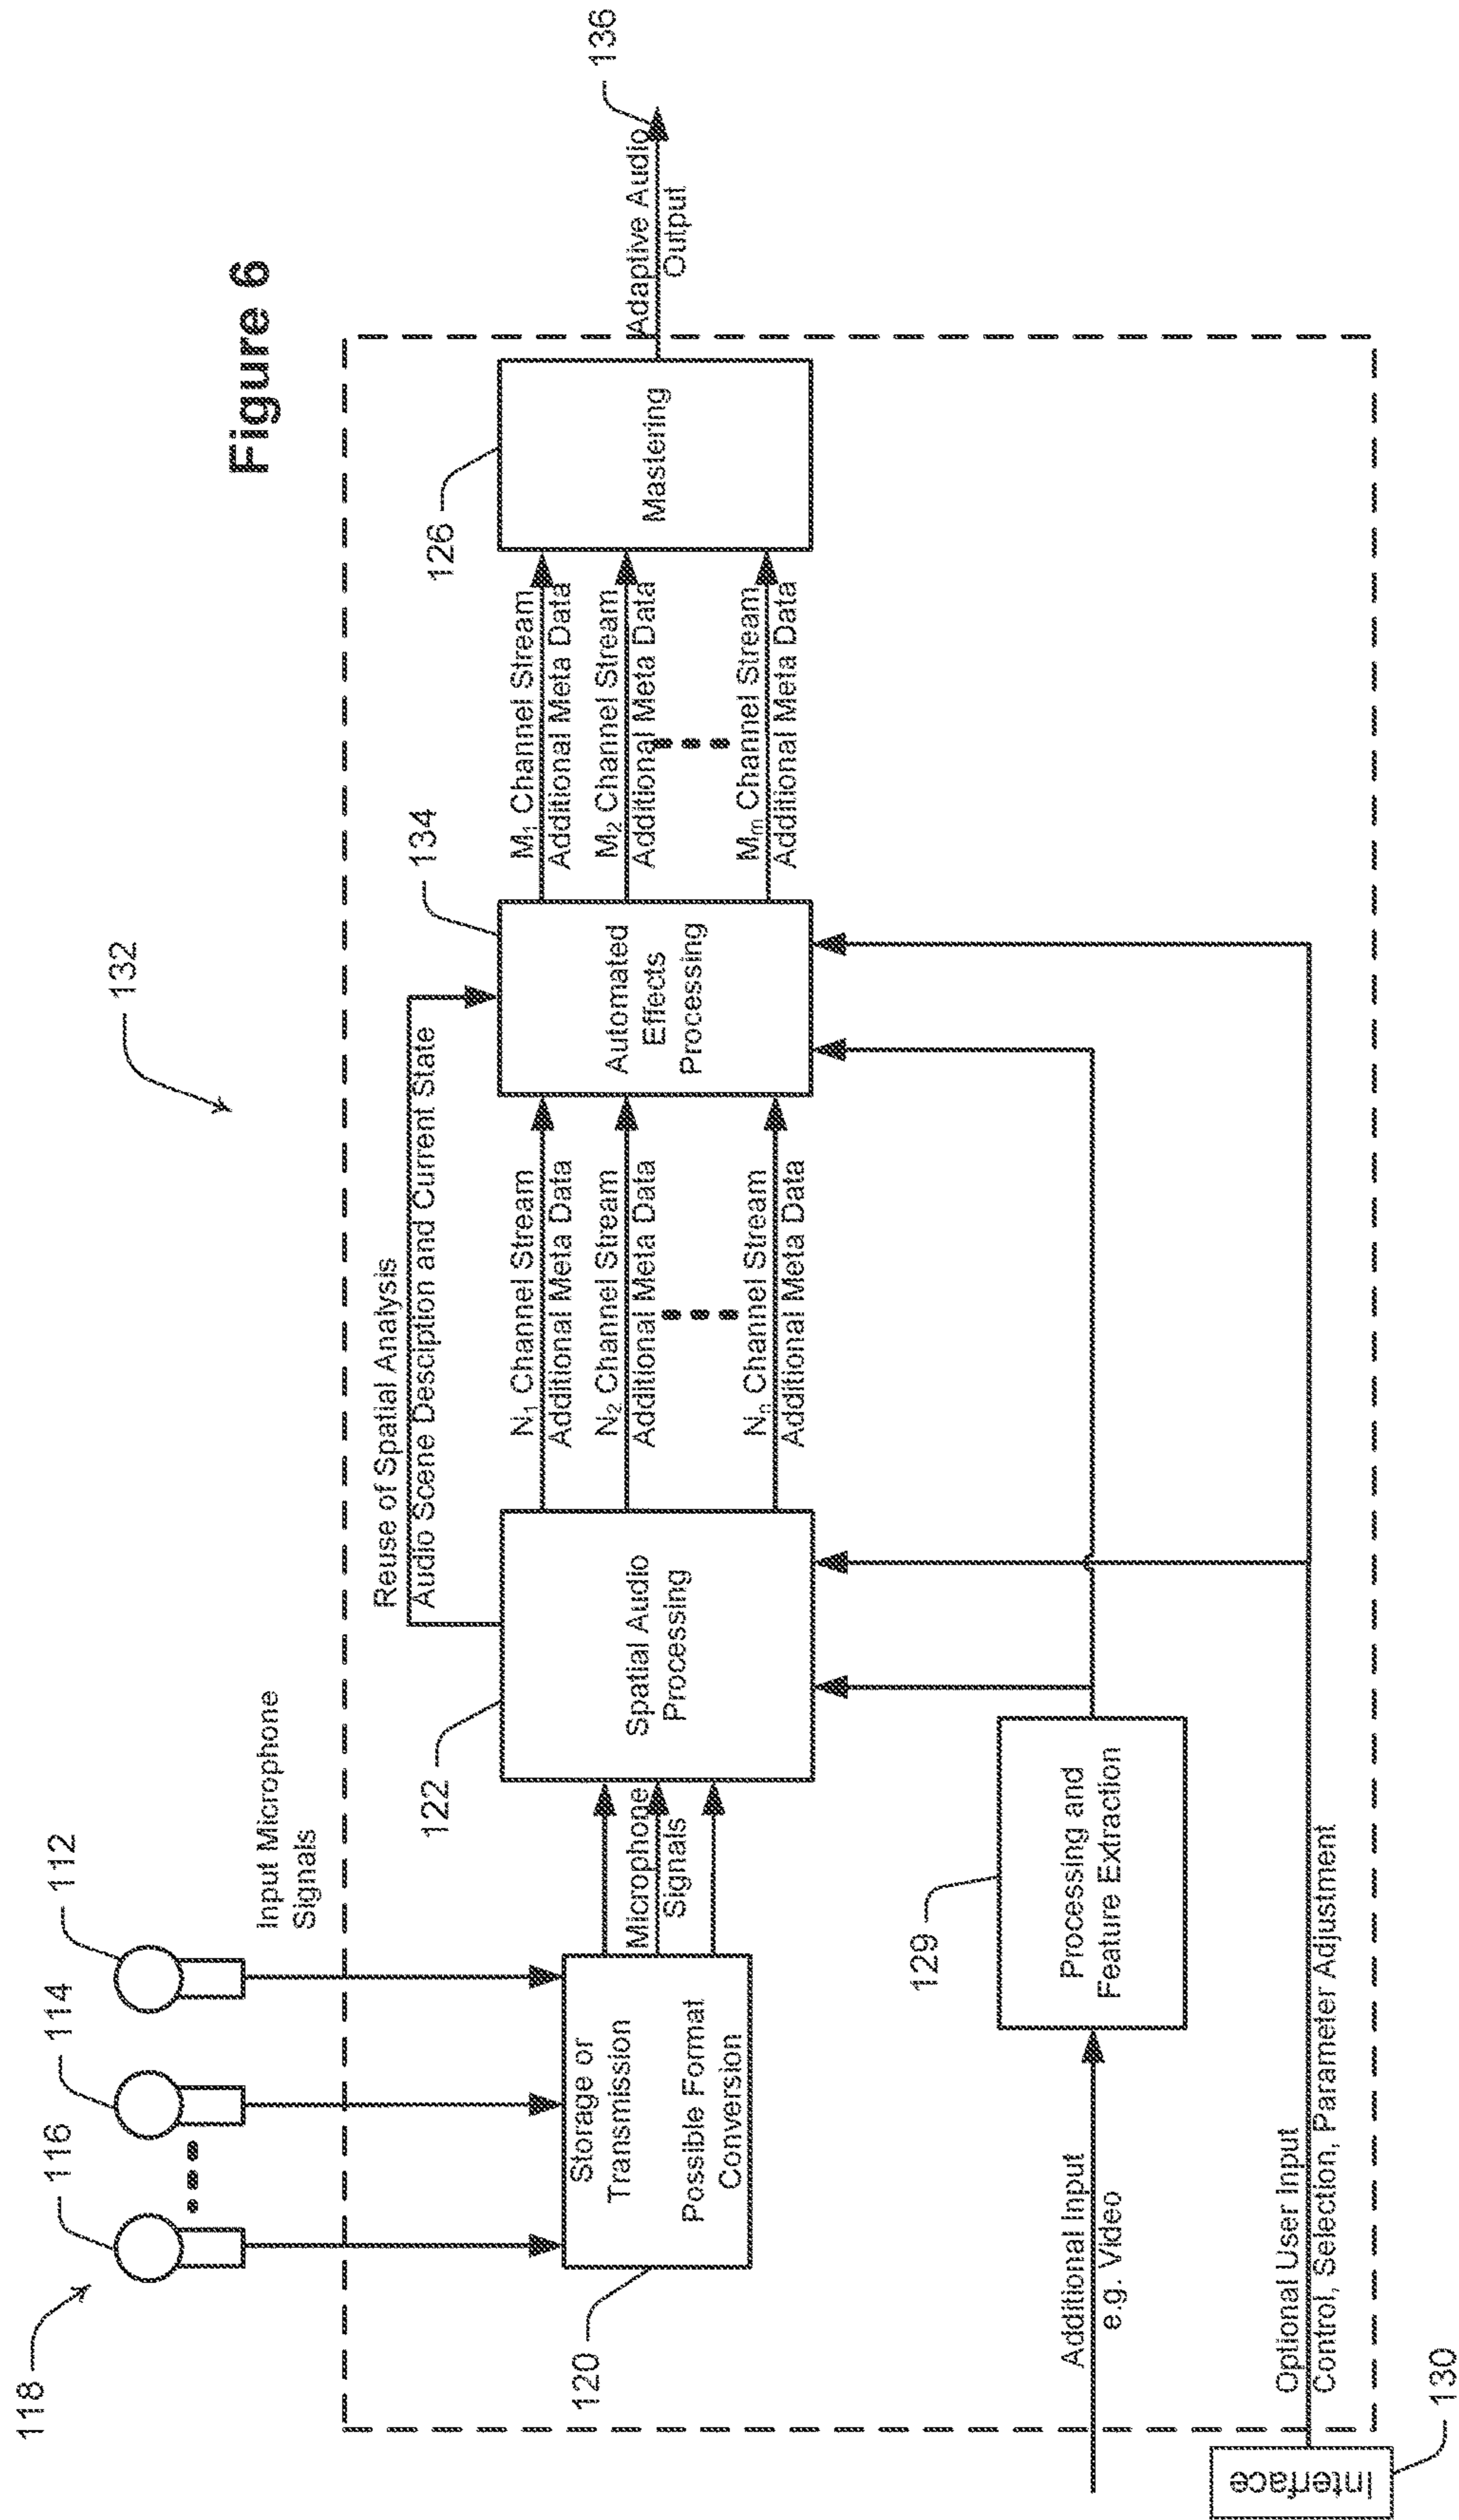 Figure 6
132
118
116
114
112
Input Microphone
Signals
120
Storage or
Transmission
Possible Format
Conversion
Microphone
Signals
122
Spatial Audio
Processing
Reuse of Spatial Analysis
Audio Scene Desciption and Current State
N₁ Channel Stream
Additional Meta Data
N₂ Channel Stream
Additional Meta Data
Nₙ Channel Stream
Additional Meta Data
134
Automated
Effects
Processing
M₁ Channel Stream
Additional Meta Data
M₂ Channel Stream
Additional Meta Data
Mₘ Channel Stream
Additional Meta Data
126
Mastering
Adaptive Audio
Output
136
Additional Input
e.g. Video
129
Processing and
Feature Extraction
Optional User Input
Control, Selection, Parameter Adjustment
Interface
130